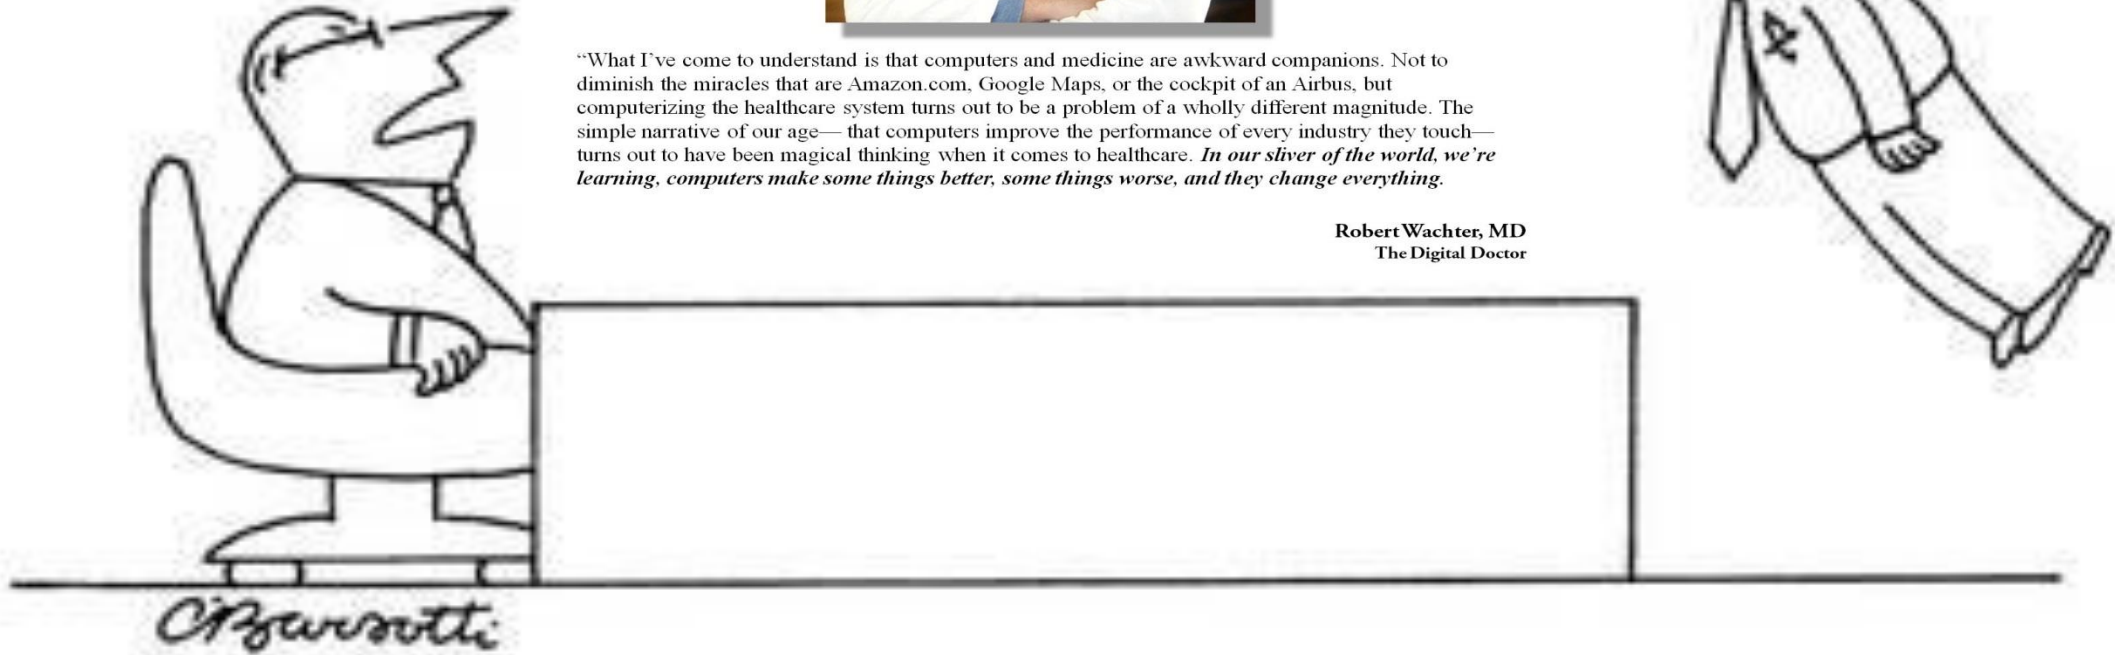 “What I’ve come to understand is that computers and medicine are awkward companions. Not to
diminish the miracles that are Amazon.com, Google Maps, or the cockpit of an Airbus, but
computerizing the healthcare system turns out to be a problem of a wholly different magnitude. The
simple narrative of our age— that computers improve the performance of every industry they touch—
turns out to have been magical thinking when it comes to healthcare. In our sliver of the world, we’re
learning, computers make some things better, some things worse, and they change everything.
Robert Wachter, MD
The Digital Doctor
CBarsotti